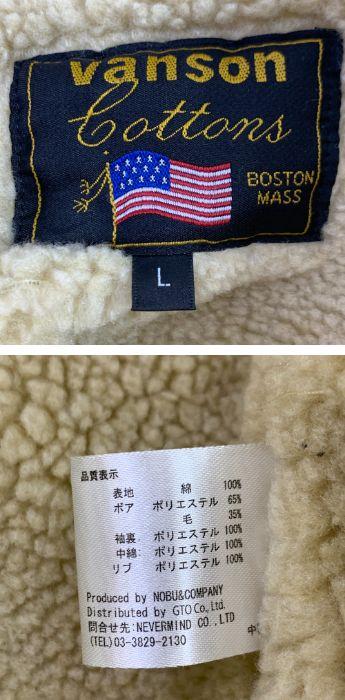 vanson
Cottons
BOSTON
MASS
L
品質表示
表地 綿 100%
ボア ポリエステル 65%
毛 35%
袖裏: ポリエステル 100%
中綿: ポリエステル 100%
リブ ポリエステル 100%
Produced by NOBU&COMPANY
Distributed by GTO Co., Ltd.
問合せ先: NEVERMIND CO., LTD
(TEL) 03-3829-2130 中